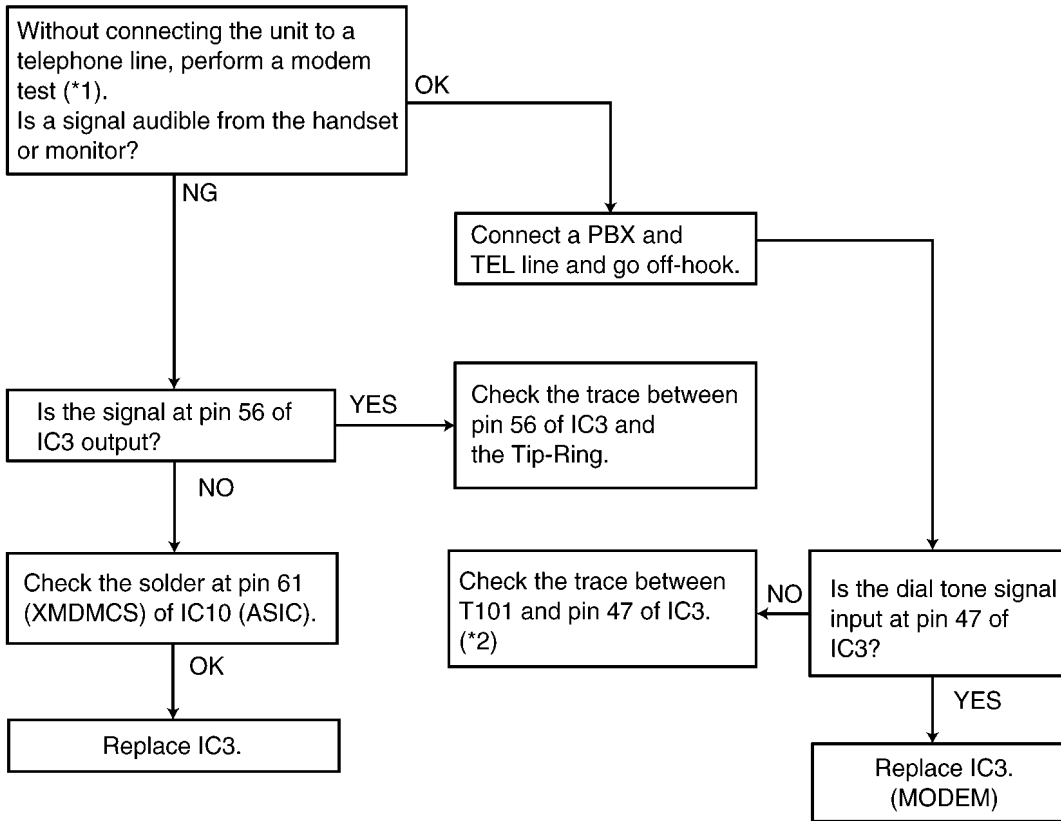 Without connecting the unit to a
telephone line, perform a modem
test (*1).
Is a signal audible from the handset
or monitor?
OK
NG
Connect a PBX and
TEL line and go off-hook.
Is the signal at pin 56 of
IC3 output?
YES
Check the trace between
pin 56 of IC3 and
the Tip-Ring.
NO
Check the solder at pin 61
(XMDMCS) of IC10 (ASIC).
OK
Replace IC3.
Check the trace between
T101 and pin 47 of IC3.
(*2)
NO
Is the dial tone signal
input at pin 47 of
IC3?
YES
Replace IC3.
(MODEM)